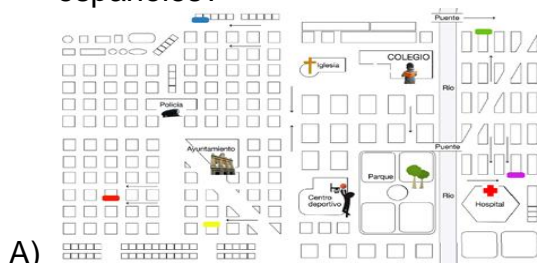 españoles?
Puente
Iglesia
COLEGIO
Río
Policía
Ayuntamiento
Puente
Parque
Centro
deportivo
Río
Hospital
A)